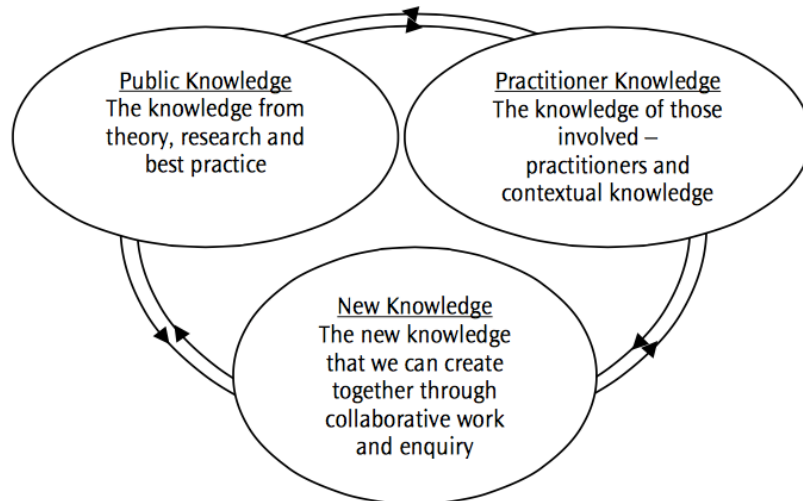 Public Knowledge
The knowledge from
theory, research and
best practice
Practitioner Knowledge
The knowledge of those
involved –
practitioners and
contextual knowledge
New Knowledge
The new knowledge
that we can create
together through
collaborative work
and enquiry